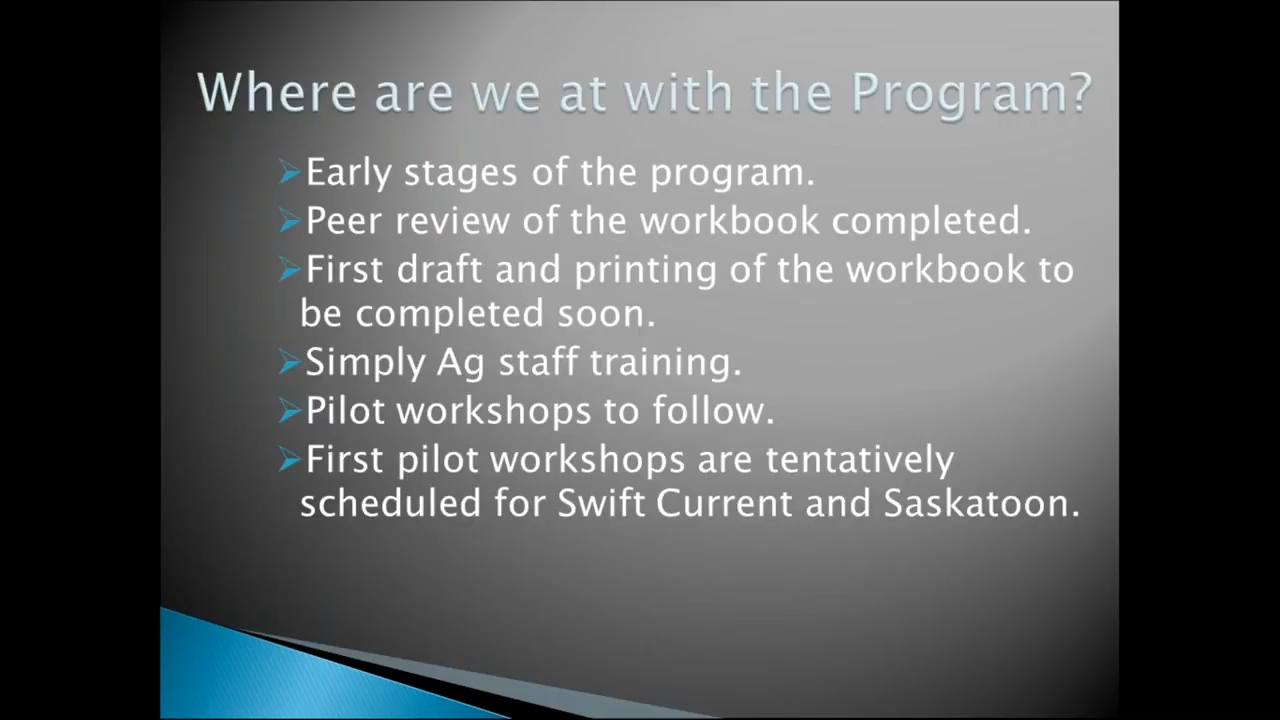 Where are we at with the Program?
Early stages of the program.
Peer review of the workbook completed.
First draft and printing of the workbook to
be completed soon.
Simply Ag staff training.
Pilot workshops to follow.
First pilot workshops are tentatively
scheduled for Swift Current and Saskatoon.